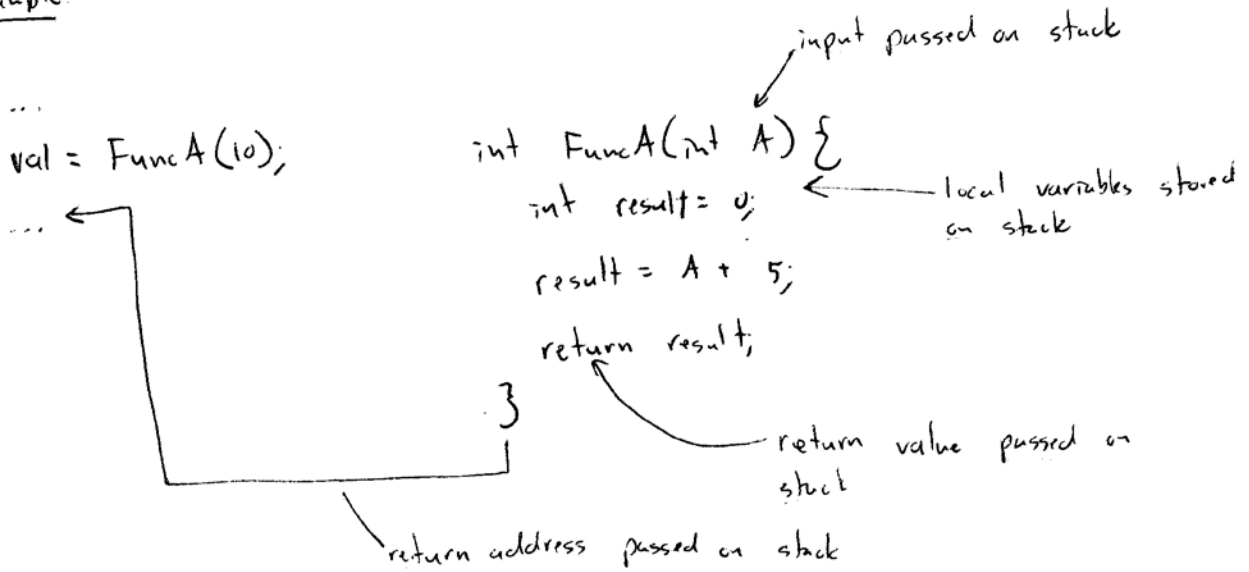 input passed on stack
...
val = FuncA(10);
int FuncA(int A) {
int result = 0;
local variables stored
on stack
...
result = A + 5;
return result;
}
return value passed on
stack
return address passed on stack